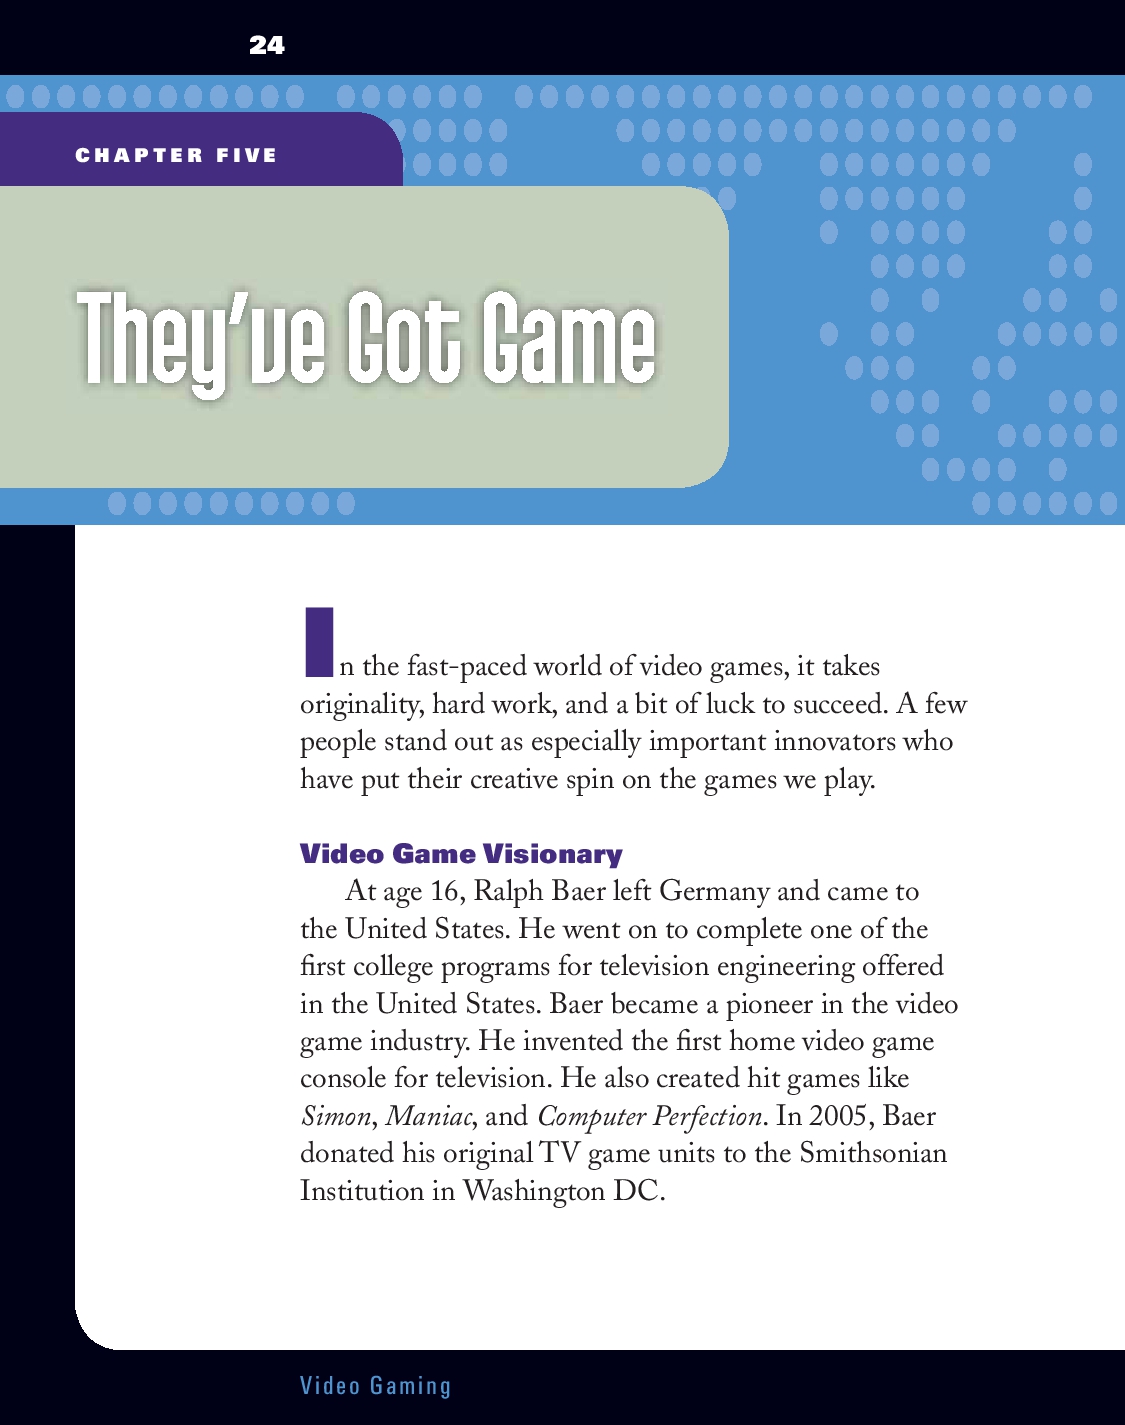 24
CHAPTER FIVE
They've Got Game
In the fast-paced world of video games, it takes
originality, hard work, and a bit of luck to succeed. A few
people stand out as especially important innovators who
have put their creative spin on the games we play.
Video Game Visionary
At age 16, Ralph Baer left Germany and came to
the United States. He went on to complete one of the
first college programs for television engineering offered
in the United States. Baer became a pioneer in the video
game industry. He invented the first home video game
console for television. He also created hit games like
Simon, Maniac, and Computer Perfection. In 2005, Baer
donated his original TV game units to the Smithsonian
Institution in Washington DC.
Video Gaming